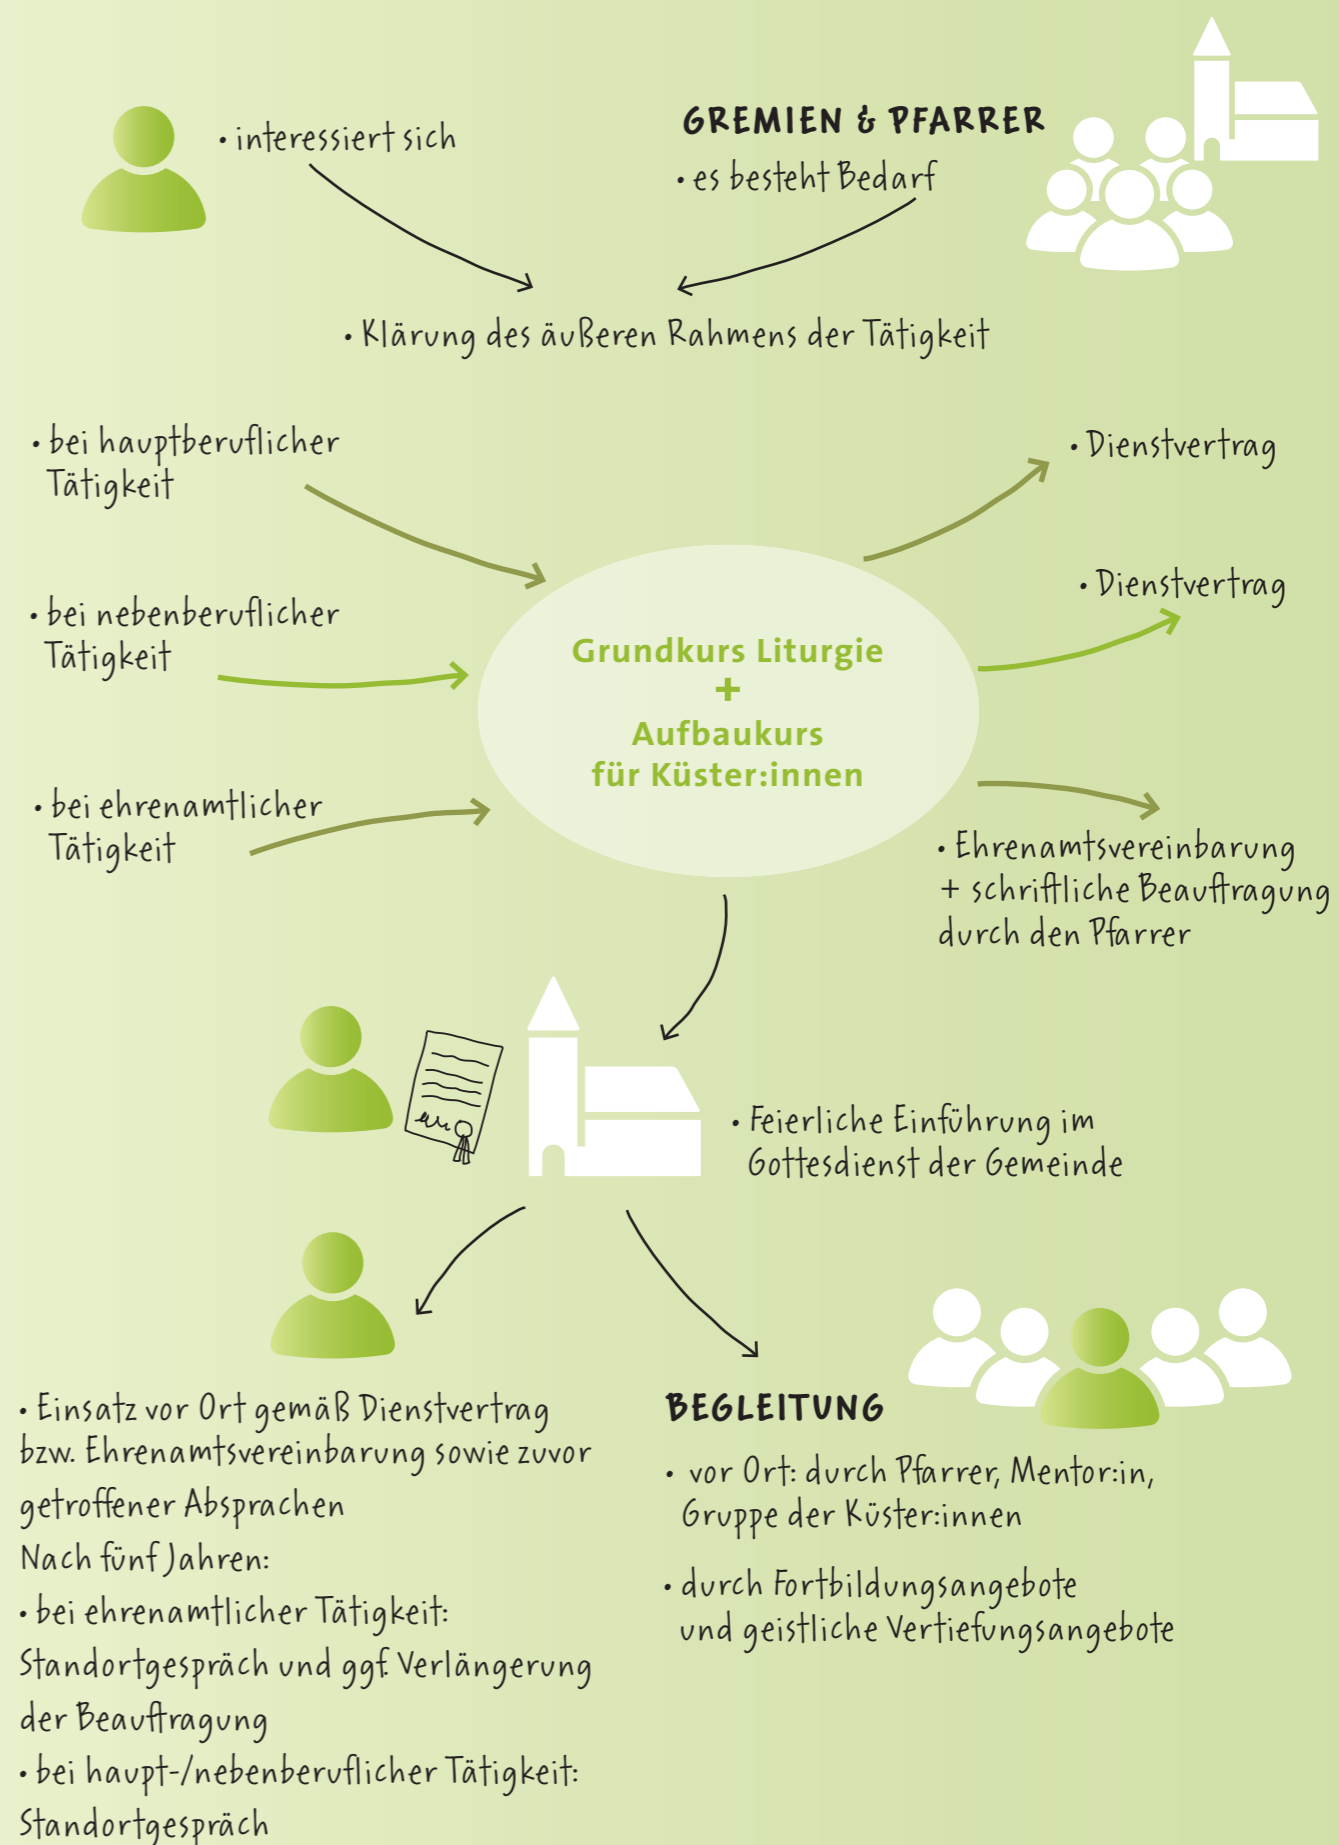 • interessiert sich
GREMIEN & PFARRER
• es besteht Bedarf
• Klärung des äußeren Rahmens der Tätigkeit
• bei hauptberuflicher
Tätigkeit
• Dienstvertrag
• bei nebenberuflicher
Tätigkeit
• Dienstvertrag
Grundkurs Liturgie
+
Aufbaukurs
für Küster:innen
• bei ehrenamtlicher
Tätigkeit
• Ehrenamtsvereinbarung
+ schriftliche Beauftragung
durch den Pfarrer
• Feierliche Einführung im
Gottesdienst der Gemeinde
• Einsatz vor Ort gemäß Dienstvertrag
bzw. Ehrenamtsvereinbarung sowie zuvor
getroffener Absprachen
Nach fünf Jahren:
• bei ehrenamtlicher Tätigkeit:
Standortgespräch und ggf. Verlängerung
der Beauftragung
• bei haupt-/nebenberuflicher Tätigkeit:
Standortgespräch
BEGLEITUNG
• vor Ort: durch Pfarrer, Mentor:in,
Gruppe der Küster:innen
• durch Fortbildungsangebote
und geistliche Vertiefungsangebote